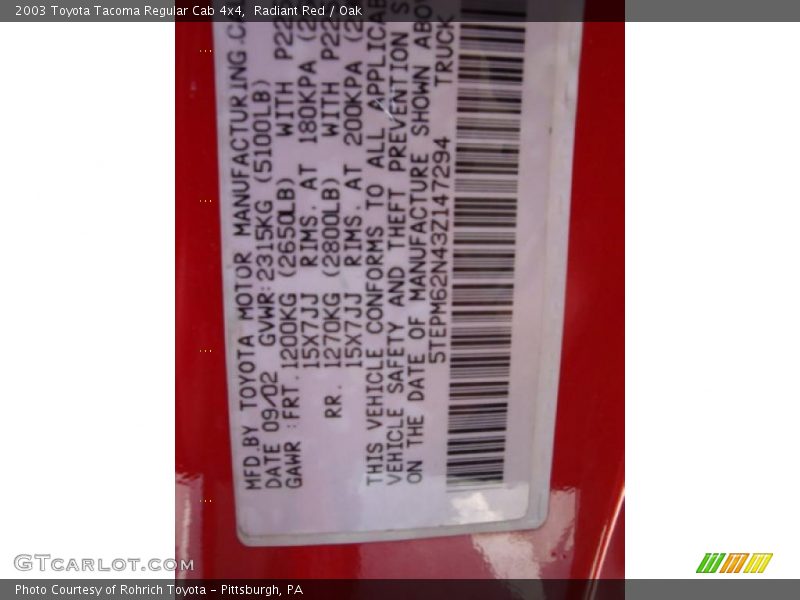 2003 Toyota Tacoma Regular Cab 4x4, Radiant Red / Oak
MFD.BY TOYOTA MOTOR MANUFACTURING
DATE 09/02 GVWR:2315KG (5100LB)
GAWR:FRT.1200KG (2650LB) WITH
15X7JJ RIMS. AT 180KPA
RR. 1270KG (2800LB) WITH
15X7JJ RIMS. AT 200KPA
THIS VEHICLE CONFORMS TO ALL
VEHICLE SAFETY AND THEFT PREVENTION
ON THE DATE OF MANUFACTURE SHOWN
5TEPM62N43Z147294 TRUCK
GTCarLot.com
Photo Courtesy of Rohrich Toyota - Pittsburgh, PA